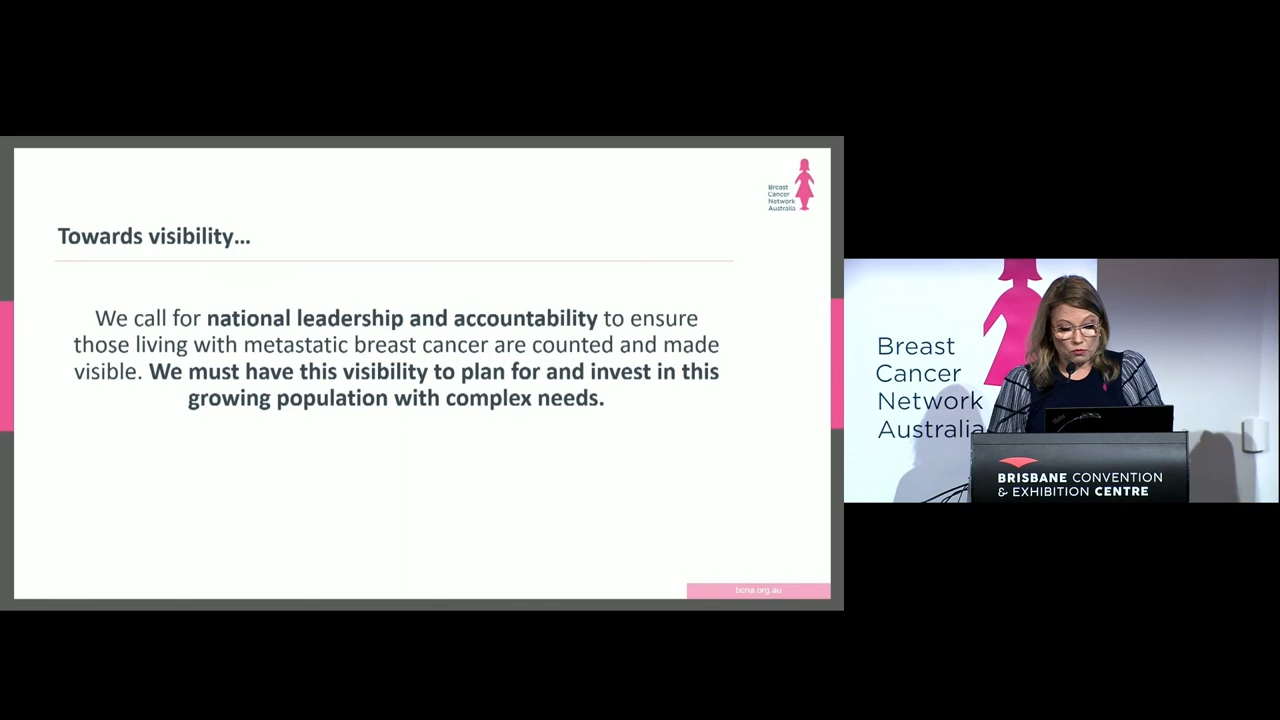 Breast
Cancer
Network
Australia
Towards visibility...
We call for national leadership and accountability to ensure
those living with metastatic breast cancer are counted and made
visible. We must have this visibility to plan for and invest in this
growing population with complex needs.
bcna.org.au
Breast
Cancer
Network
Australia
BRISBANE CONVENTION
& EXHIBITION CENTRE